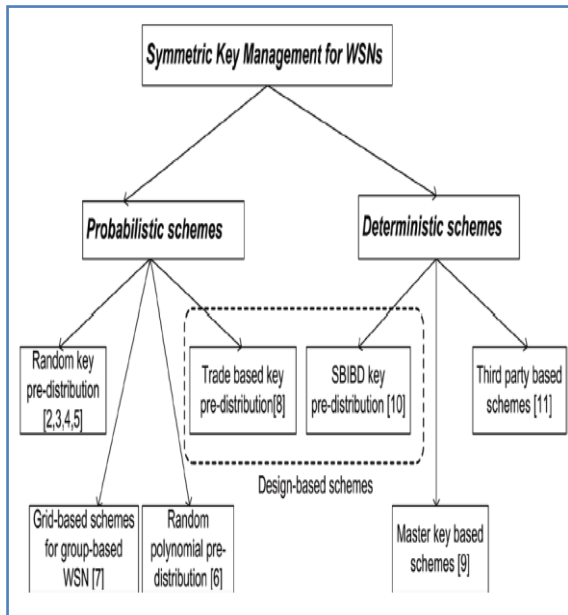 Symmetric Key Management for WSNs
Probabilistic schemes
Deterministic schemes
Random key
pre-distribution
[2,3,4,5]
Trade based key
pre-distribution[8]
SBIBD key
pre-distribution [10]
Third party based
schemes [11]
Design-based schemes
Grid-based schemes
for group-based
WSN [7]
Random
polynomial pre-
distribution [6]
Master key based
schemes [9]